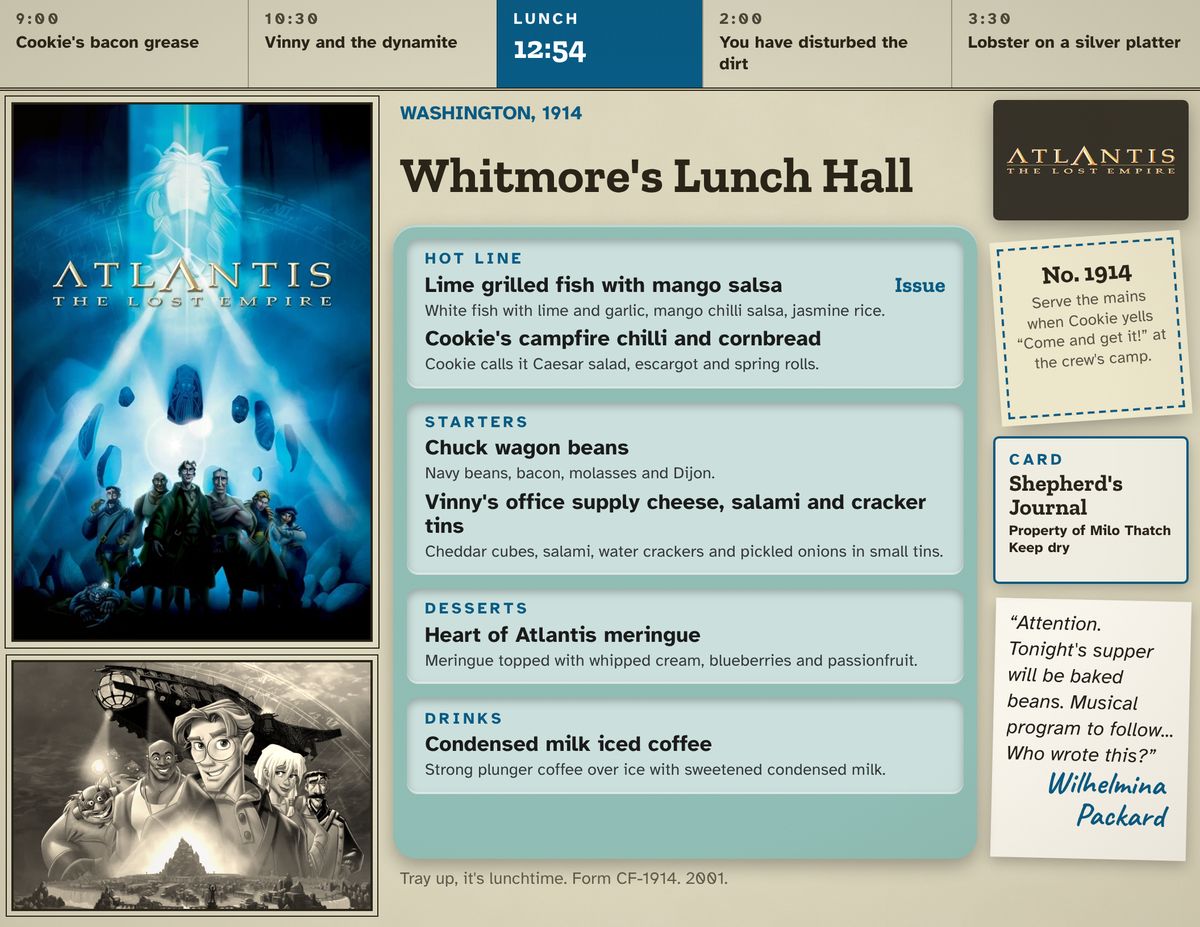 9:00
Cookie's bacon grease
10:30
Vinny and the dynamite
LUNCH
12:54
2:00
You have disturbed the
dirt
3:30
Lobster on a silver platter
ATLANTIS
THE LOST EMPIRE
WASHINGTON, 1914
Whitmore's Lunch Hall
HOT LINE
Lime grilled fish with mango salsa
Issue
White fish with lime and garlic, mango chilli salsa, jasmine rice.
Cookie's campfire chilli and cornbread
Cookie calls it Caesar salad, escargot and spring rolls.
STARTERS
Chuck wagon beans
Navy beans, bacon, molasses and Dijon.
Vinny's office supply cheese, salami and cracker
tins
Cheddar cubes, salami, water crackers and pickled onions in small tins.
DESSERTS
Heart of Atlantis meringue
Meringue topped with whipped cream, blueberries and passionfruit.
DRINKS
Condensed milk iced coffee
Strong plunger coffee over ice with sweetened condensed milk.
Tray up, it's lunchtime. Form CF-1914. 2001.
ATLANTIS
THE LOST EMPIRE
No. 1914
Serve the mains
when Cookie yells
“Come and get it!” at
the crew's camp.
CARD
Shepherd's
Journal
Property of Milo Thatch
Keep dry
“Attention.
Tonight's supper
will be baked
beans. Musical
program to follow...
Who wrote this?”
Wilhelmina
Packard